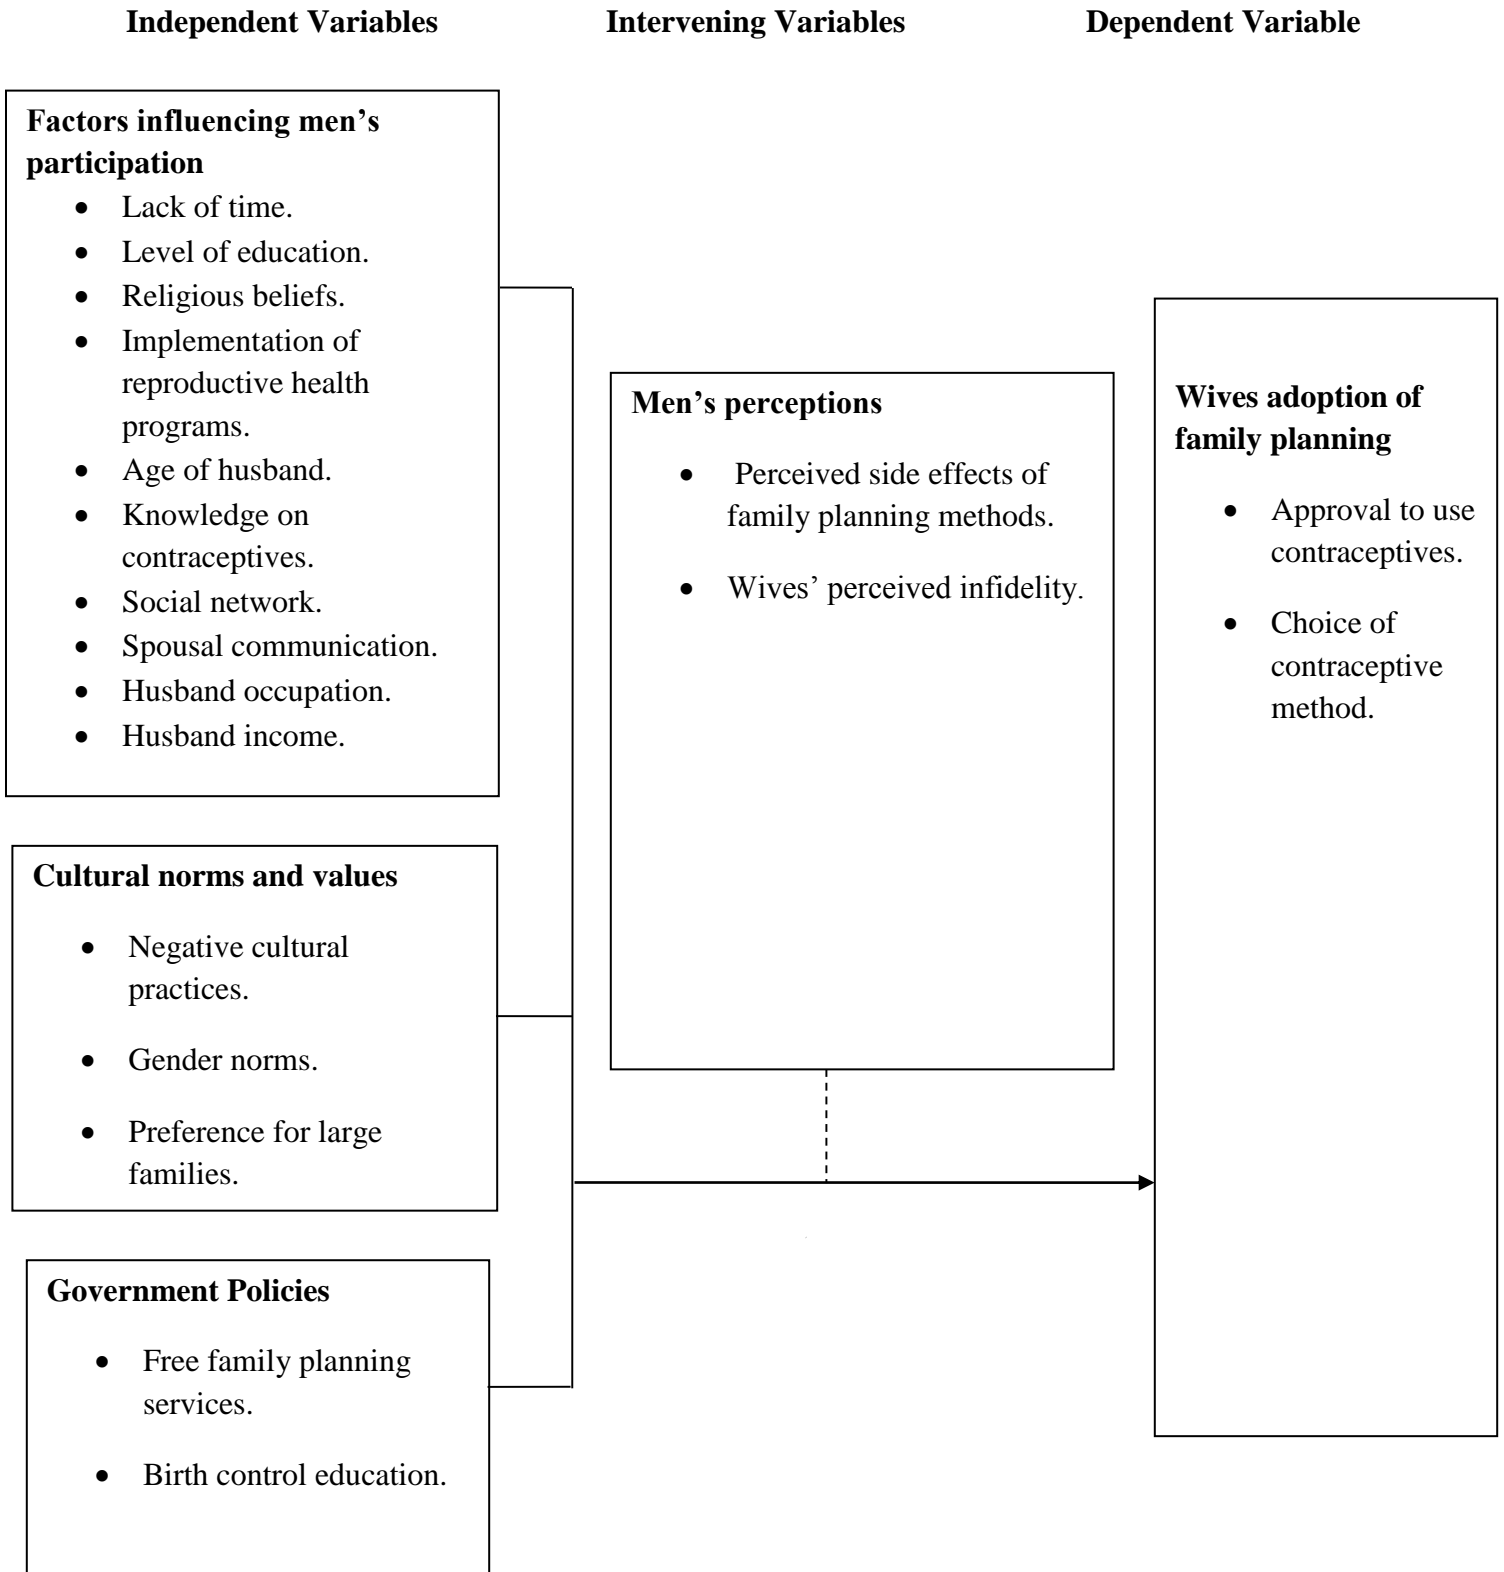 Independent Variables Intervening Variables Dependent Variable
Factors influencing men’s
participation
• Lack of time.
• Level of education.
• Religious beliefs.
• Implementation of
reproductive health
programs.
• Age of husband.
• Knowledge on
contraceptives.
• Social network.
• Spousal communication.
• Husband occupation.
• Husband income.
Cultural norms and values
• Negative cultural
practices.
• Gender norms.
• Preference for large
families.
Government Policies
• Free family planning
services.
• Birth control education.
Men’s perceptions
• Perceived side effects of
family planning methods.
• Wives’ perceived infidelity.
Wives adoption of
family planning
• Approval to use
contraceptives.
• Choice of
contraceptive
method.